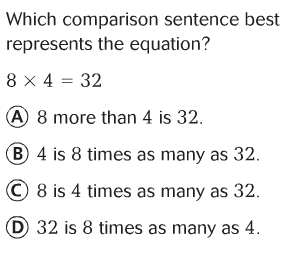 Which comparison sentence best
represents the equation?
8 × 4 = 32
Ⓐ 8 more than 4 is 32.
Ⓑ 4 is 8 times as many as 32.
Ⓒ 8 is 4 times as many as 32.
Ⓓ 32 is 8 times as many as 4.